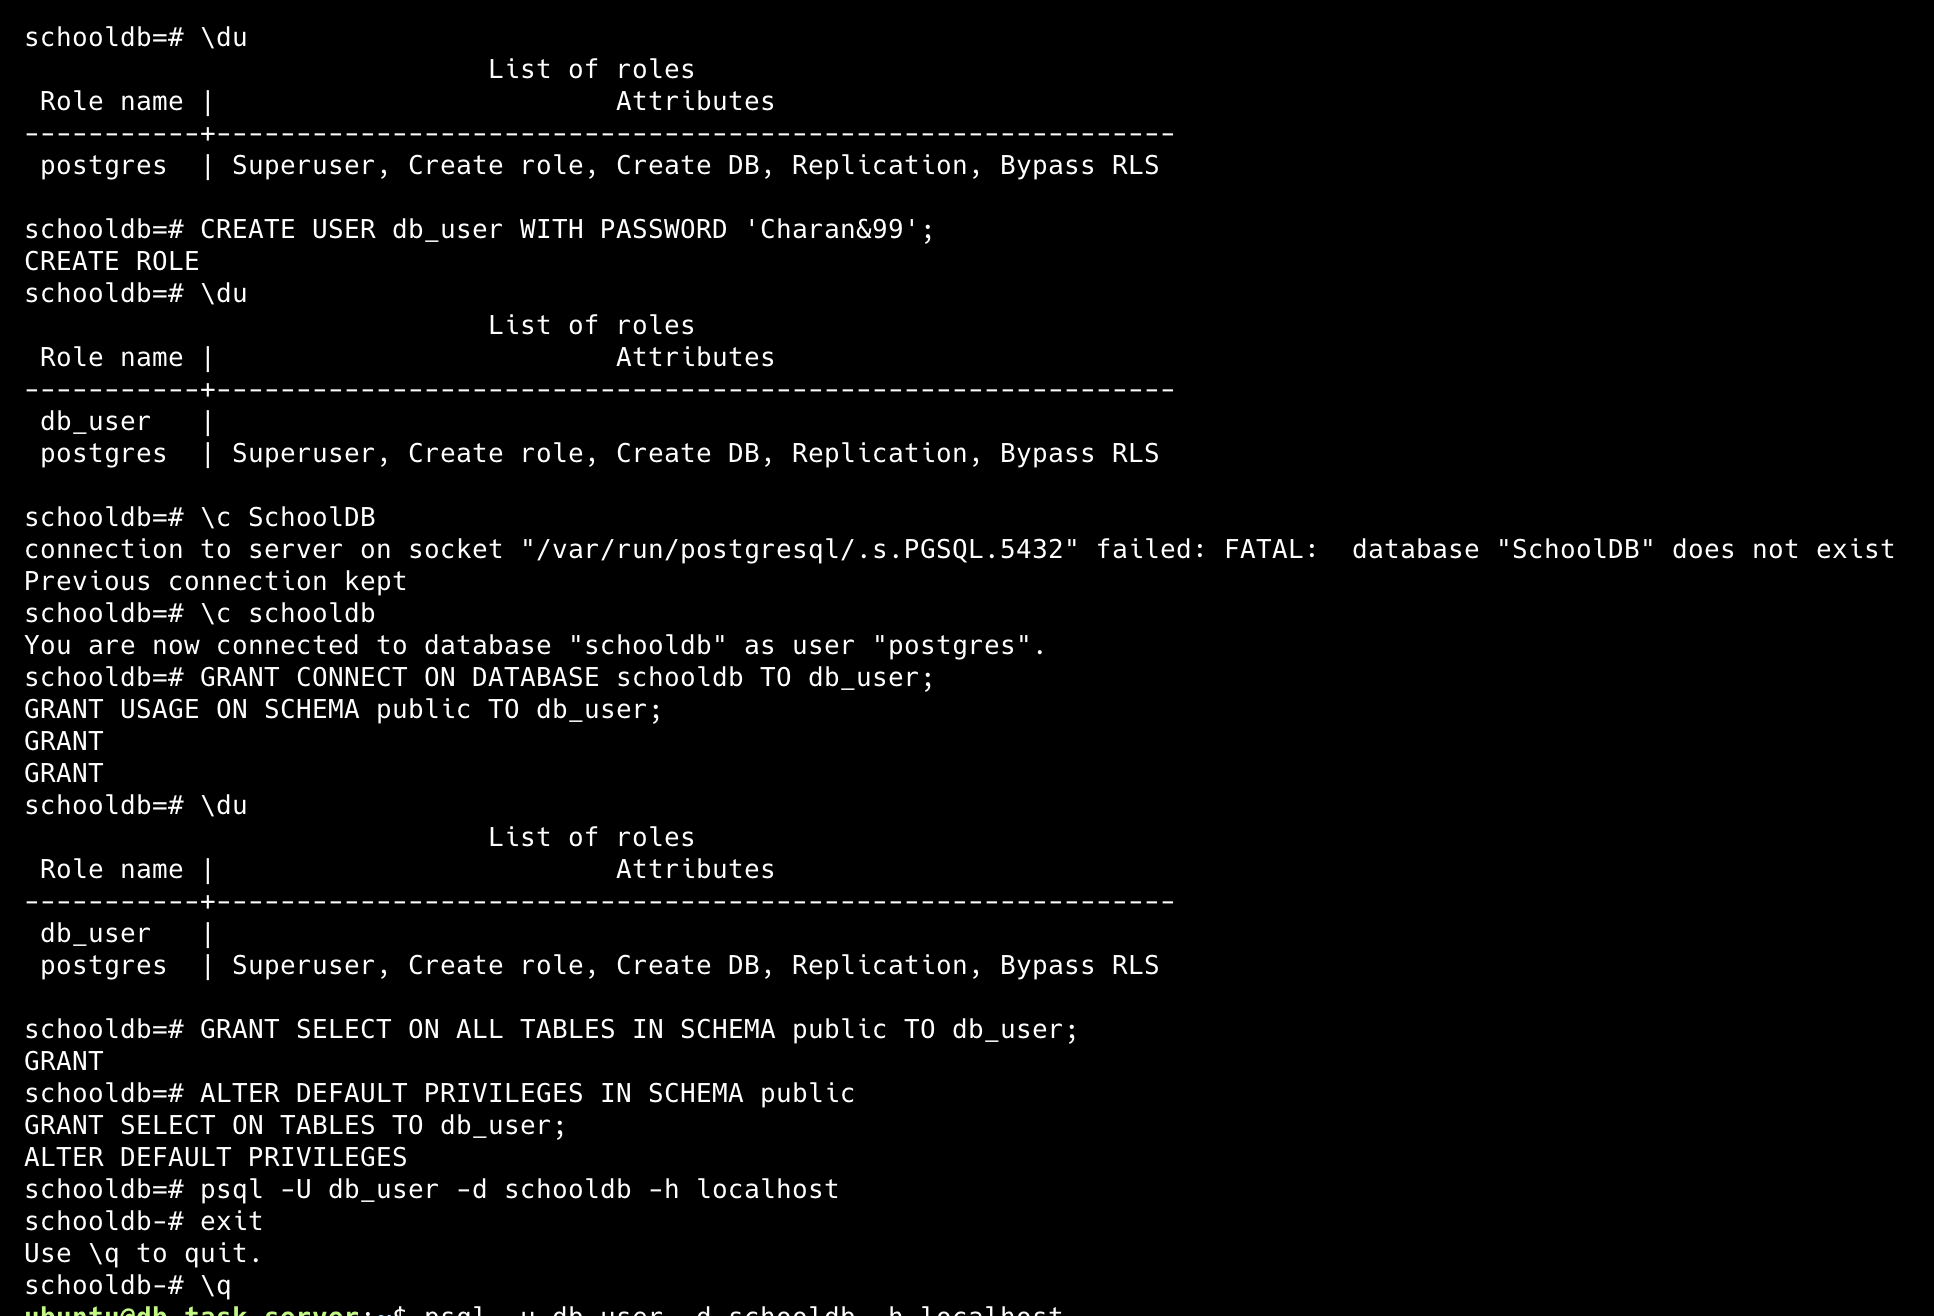 schooldb=# \du
                             List of roles
 Role name |                         Attributes
-----------+------------------------------------------------------------
 postgres  | Superuser, Create role, Create DB, Replication, Bypass RLS
schooldb=# CREATE USER db_user WITH PASSWORD 'Charan&99';
CREATE ROLE
schooldb=# \du
                             List of roles
 Role name |                         Attributes
-----------+------------------------------------------------------------
 db_user   |
 postgres  | Superuser, Create role, Create DB, Replication, Bypass RLS
schooldb=# \c SchoolDB
connection to server on socket "/var/run/postgresql/.s.PGSQL.5432" failed: FATAL:  database "SchoolDB" does not exist
Previous connection kept
schooldb=# \c schooldb
You are now connected to database "schooldb" as user "postgres".
schooldb=# GRANT CONNECT ON DATABASE schooldb TO db_user;
GRANT USAGE ON SCHEMA public TO db_user;
GRANT
GRANT
schooldb=# \du
                             List of roles
 Role name |                         Attributes
-----------+------------------------------------------------------------
 db_user   |
 postgres  | Superuser, Create role, Create DB, Replication, Bypass RLS
schooldb=# GRANT SELECT ON ALL TABLES IN SCHEMA public TO db_user;
GRANT
schooldb=# ALTER DEFAULT PRIVILEGES IN SCHEMA public
GRANT SELECT ON TABLES TO db_user;
ALTER DEFAULT PRIVILEGES
schooldb=# psql -U db_user -d schooldb -h localhost
schooldb-# exit
Use \q to quit.
schooldb-# \q
ubuntu@db-task-server:~$ psql -u db_user -d schooldb -h localhost